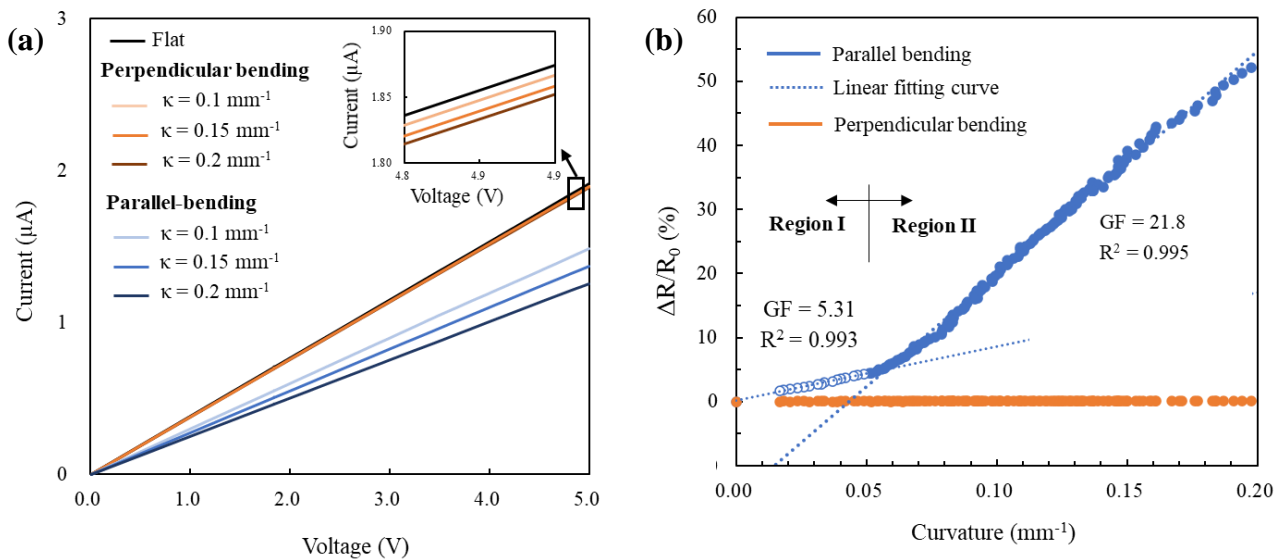 (a)
Flat
Perpendicular bending
κ = 0.1 mm⁻¹
κ = 0.15 mm⁻¹
κ = 0.2 mm⁻¹
Parallel-bending
κ = 0.1 mm⁻¹
κ = 0.15 mm⁻¹
κ = 0.2 mm⁻¹
Current (μA)
3
2
1
0
0.0 1.0 2.0 3.0 4.0 5.0
Voltage (V)
Current (μA)
1.90
1.85
1.80
4.8 4.9 4.9
Voltage (V)
(b)
Parallel bending
Linear fitting curve
Perpendicular bending
Region I
Region II
GF = 5.31
R² = 0.993
GF = 21.8
R² = 0.995
ΔR/R₀ (%)
60
50
40
30
20
10
0
0.00 0.05 0.10 0.15 0.20
Curvature (mm⁻¹)